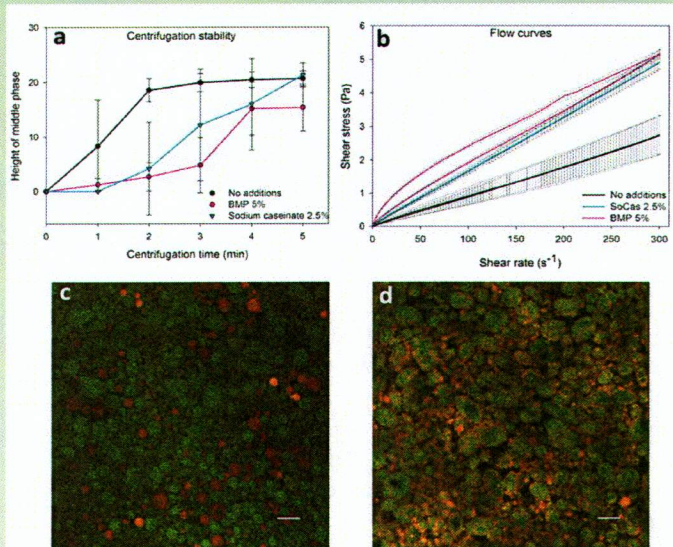 a
Centrifugation stability
Height of middle phase
30
20
10
0
No additions
BMP 5%
Sodium caseinate 2.5%
0 1 2 3 4 5
Centrifugation time (min)
b
Flow curves
Shear stress (Pa)
6
5
4
3
2
1
0
No additions
SoCas 2.5%
BMP 5%
0 50 100 150 200 250 300
Shear rate (s⁻¹)
c
d